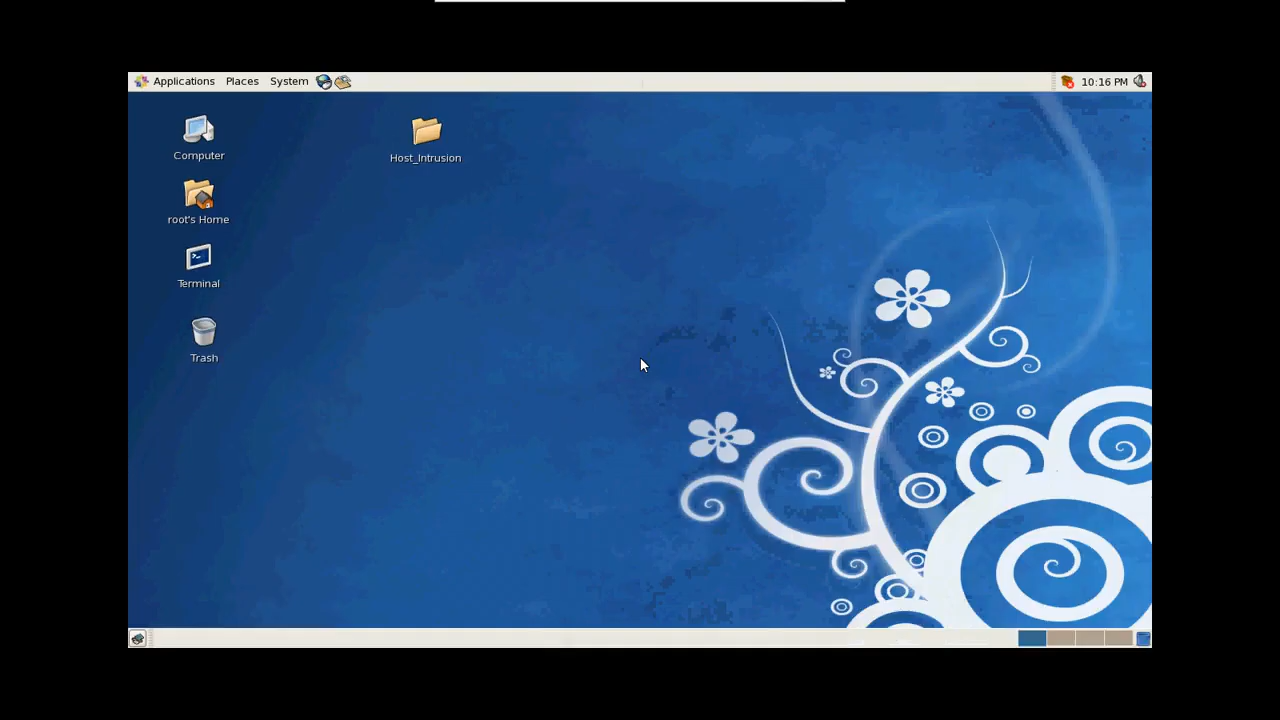 Applications Places System 10:16 PM
Computer
Host_Intrusion
root's Home
Terminal
Trash